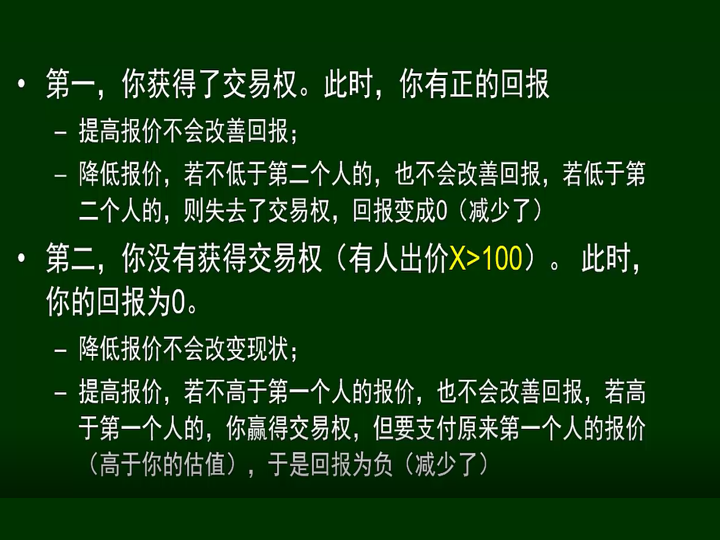 • 第一，你获得了交易权。此时，你有正的回报
– 提高报价不会改善回报；
– 降低报价，若不低于第二个人的，也不会改善回报，若低于第
二个人的，则失去了交易权，回报变成0（减少了）
• 第二，你没有获得交易权（有人出价X>100）。 此时，
你的回报为0。
– 降低报价不会改变现状；
– 提高报价，若不高于第一个人的报价，也不会改善回报，若高
于第一个人的，你赢得交易权，但要支付原来第一个人的报价
（高于你的估值），于是回报为负（减少了）